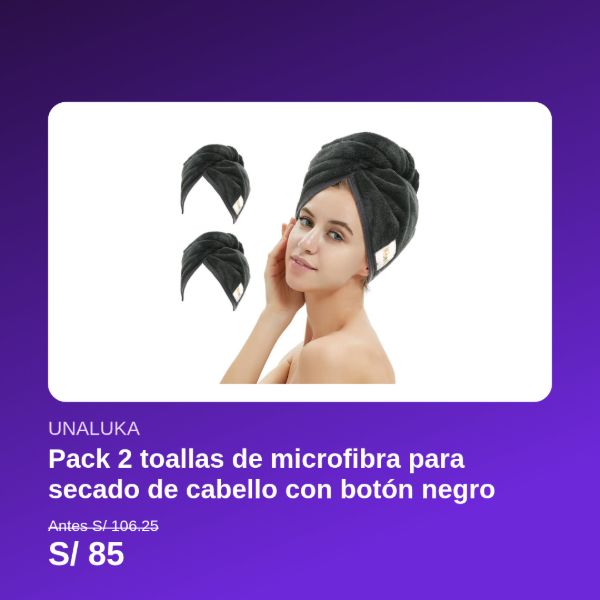 UNALUKA
Pack 2 toallas de microfibra para
secado de cabello con botón negro
Antes S/ 106.25
S/ 85